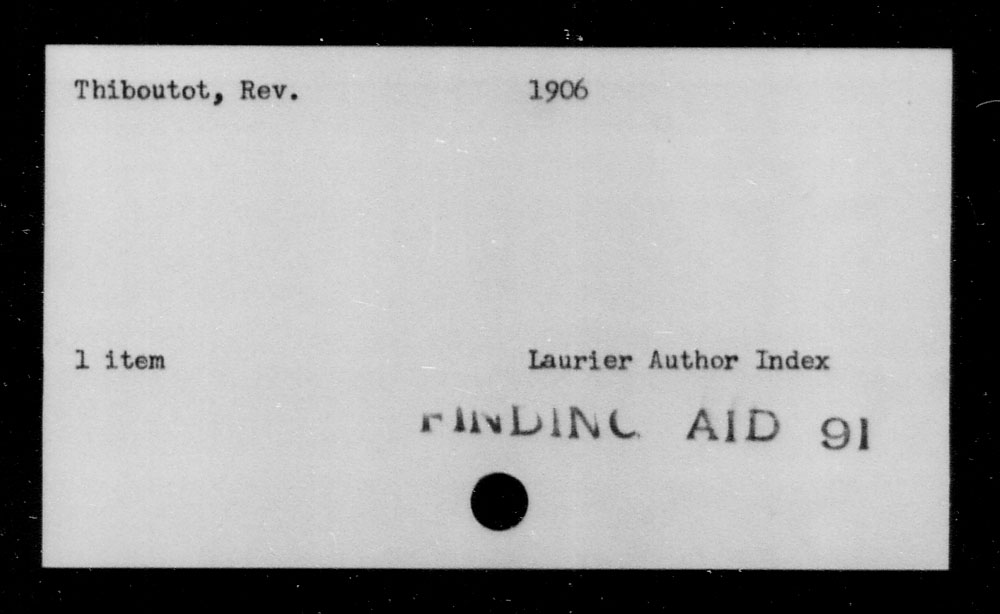 Thiboutot, Rev. 1906
1 item Laurier Author Index
FINDING AID 91